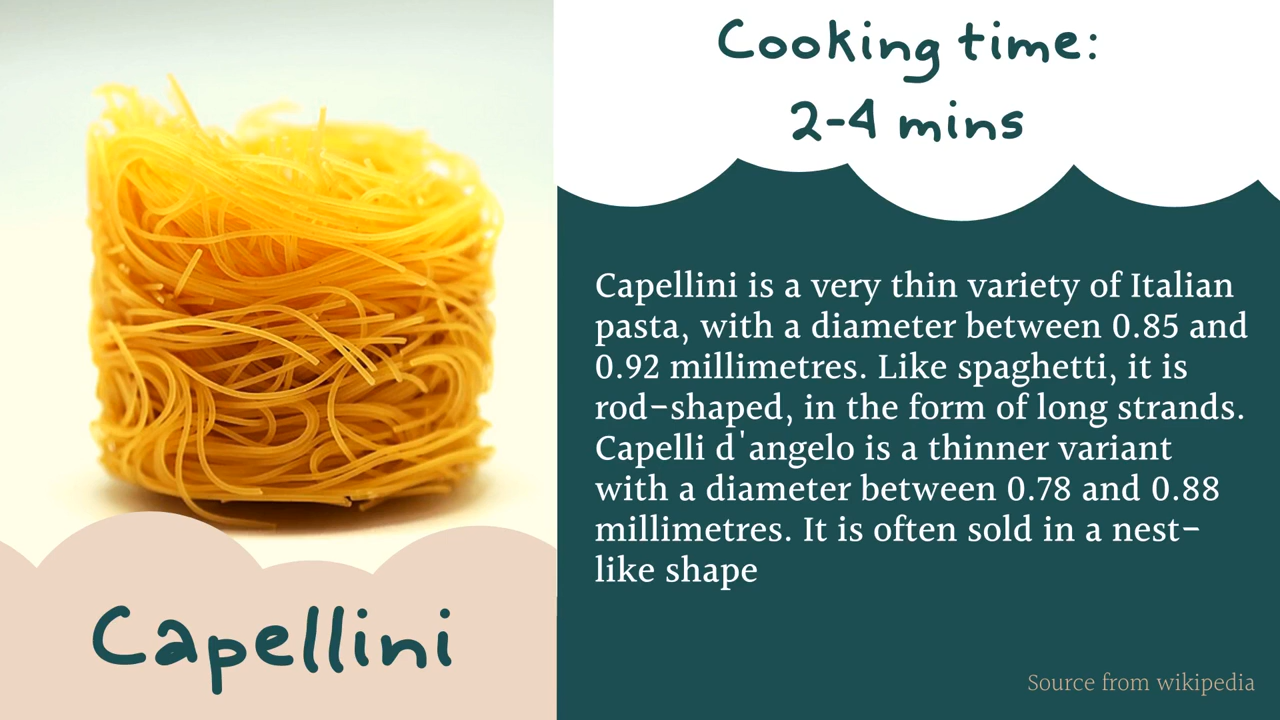 Cooking time:
2-4 mins
Capellini is a very thin variety of Italian
pasta, with a diameter between 0.85 and
0.92 millimetres. Like spaghetti, it is
rod-shaped, in the form of long strands.
Capelli d'angelo is a thinner variant
with a diameter between 0.78 and 0.88
millimetres. It is often sold in a nest-
like shape
Capellini
Source from wikipedia